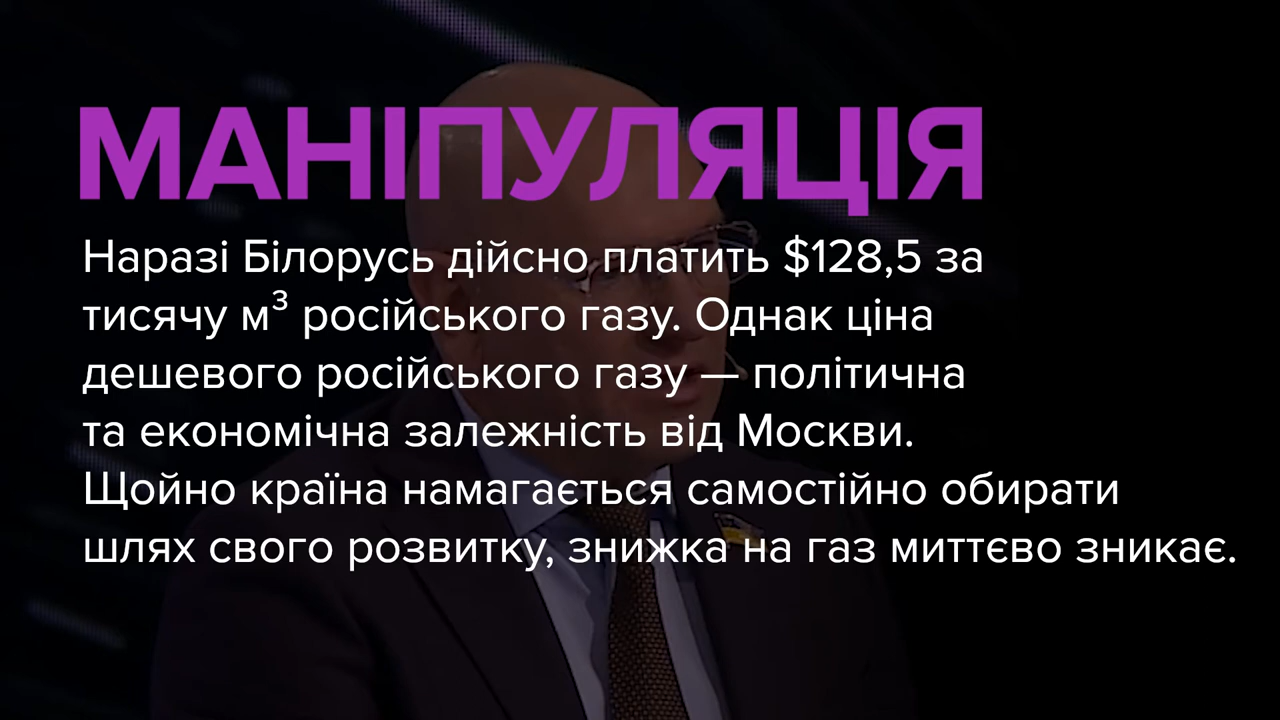 МАНІПУЛЯЦІЯ
Наразі Білорусь дійсно платить $128,5 за
тисячу м³ російського газу. Однак ціна
дешевого російського газу — політична
та економічна залежність від Москви.
Щойно країна намагається самостійно обирати
шлях свого розвитку, знижка на газ миттєво зникає.